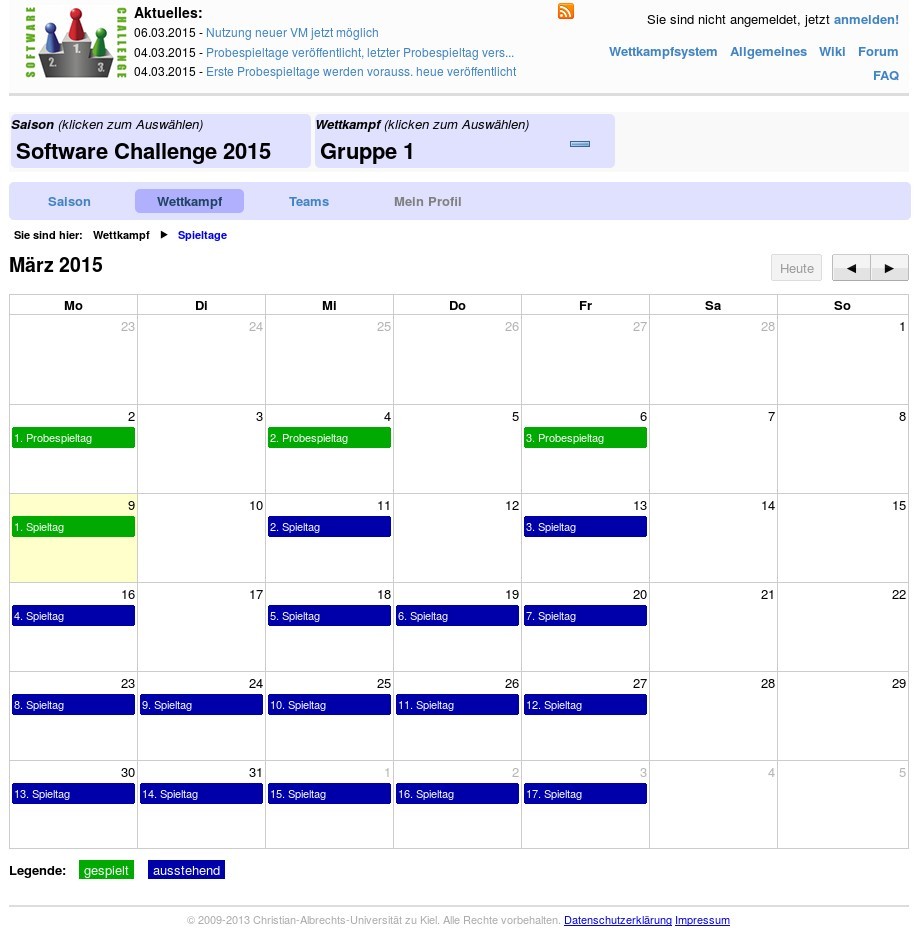 SOFTWARE CHALLENGE
2. 1. 3.
Aktuelles:
06.03.2015 - Nutzung neuer VM jetzt möglich
04.03.2015 - Probespieltage veröffentlicht, letzter Probespieltag vers...
04.03.2015 - Erste Probespieltage werden vorauss. heue veröffentlicht
Sie sind nicht angemeldet, jetzt anmelden!
Wettkampfsystem Allgemeines Wiki Forum
FAQ
Saison (klicken zum Auswählen)
Software Challenge 2015
Wettkampf (klicken zum Auswählen)
Gruppe 1
Saison Wettkampf Teams Mein Profil
Sie sind hier: Wettkampf ► Spieltage
März 2015
Heute ◄ ►
Mo Di Mi Do Fr Sa So
23 24 25 26 27 28 1
2 3 4 5 6 7 8
1. Probespieltag 2. Probespieltag 3. Probespieltag
9 10 11 12 13 14 15
1. Spieltag 2. Spieltag 3. Spieltag
16 17 18 19 20 21 22
4. Spieltag 5. Spieltag 6. Spieltag 7. Spieltag
23 24 25 26 27 28 29
8. Spieltag 9. Spieltag 10. Spieltag 11. Spieltag 12. Spieltag
30 31 1 2 3 4 5
13. Spieltag 14. Spieltag 15. Spieltag 16. Spieltag 17. Spieltag
Legende: gespielt ausstehend
© 2009-2013 Christian-Albrechts-Universität zu Kiel. Alle Rechte vorbehalten. Datenschutzerklärung Impressum